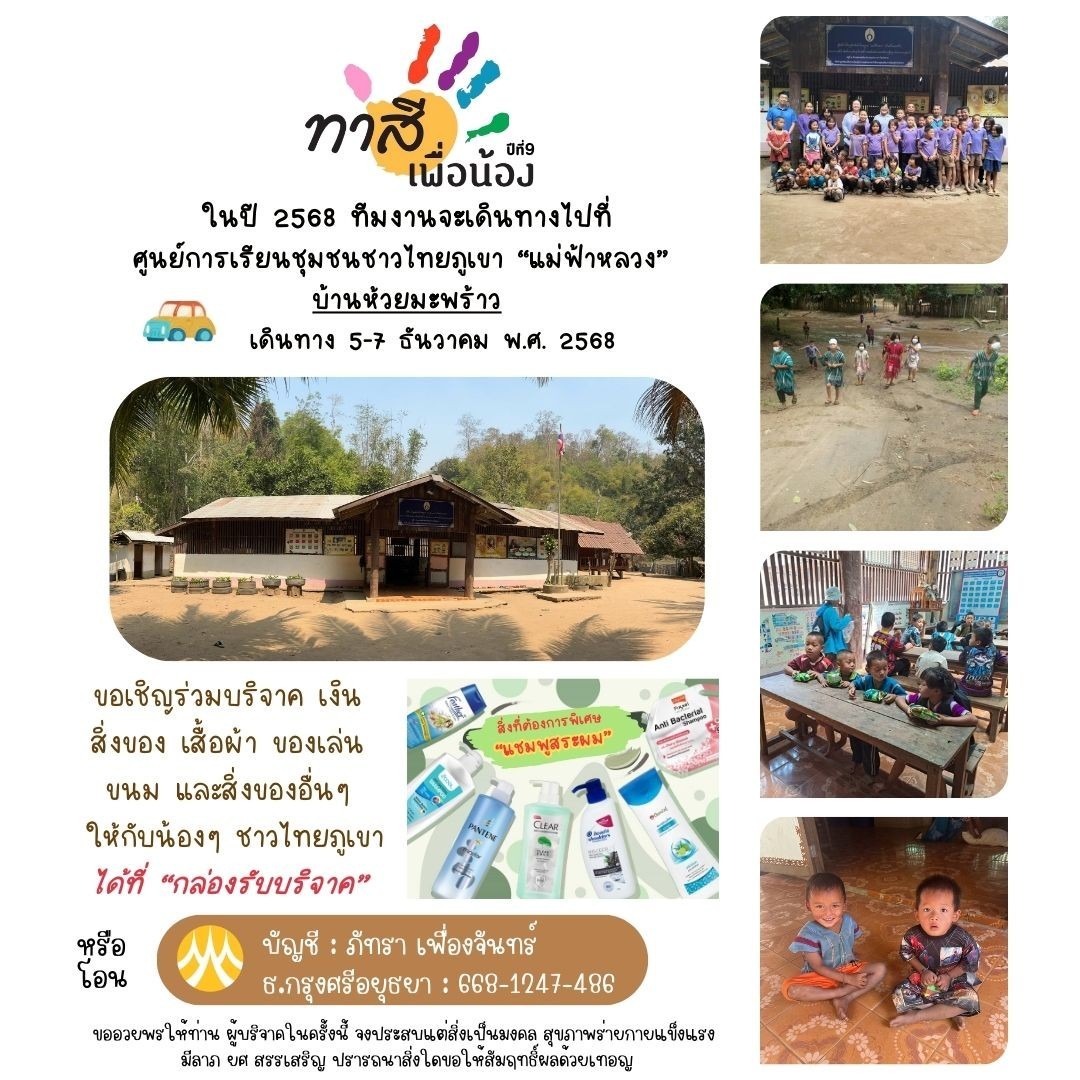 ทาสี
ปีที่9
เพื่อน้อง
ในปี 2568 ทีมงานจะเดินทางไปที่
ศูนย์การเรียนชุมชนชาวไทยภูเขา “แม่ฟ้าหลวง”
บ้านห้วยมะพร้าว
เดินทาง 5-7 ธันวาคม พ.ศ. 2568
ขอเชิญร่วมบริจาค เงิน
สิ่งของ เสื้อผ้า ของเล่น
ขนม และสิ่งของอื่นๆ
ให้กับน้องๆ ชาวไทยภูเขา
ได้ที่ “กล่องรับบริจาค”
สิ่งที่ต้องการพิเศษ
“แชมพูสระผม”
Anti Bacterial
Shampoo
PANTENE
CLEAR
head & shoulders
หรือ
โอน
บัญชี : ภัทรา เฟื่องจันทร์
ธ.กรุงศรีอยุธยา : 668-1247-486
ขออวยพรให้ท่าน ผู้บริจาคในครั้งนี้ จงประสบแต่สิ่งเป็นมงคล สุขภาพร่ายกายแข็งแรง
มีลาภ ยศ สรรเสริญ ปรารถนาสิ่งใดขอให้สัมฤทธิ์ผลด้วยเทอญ